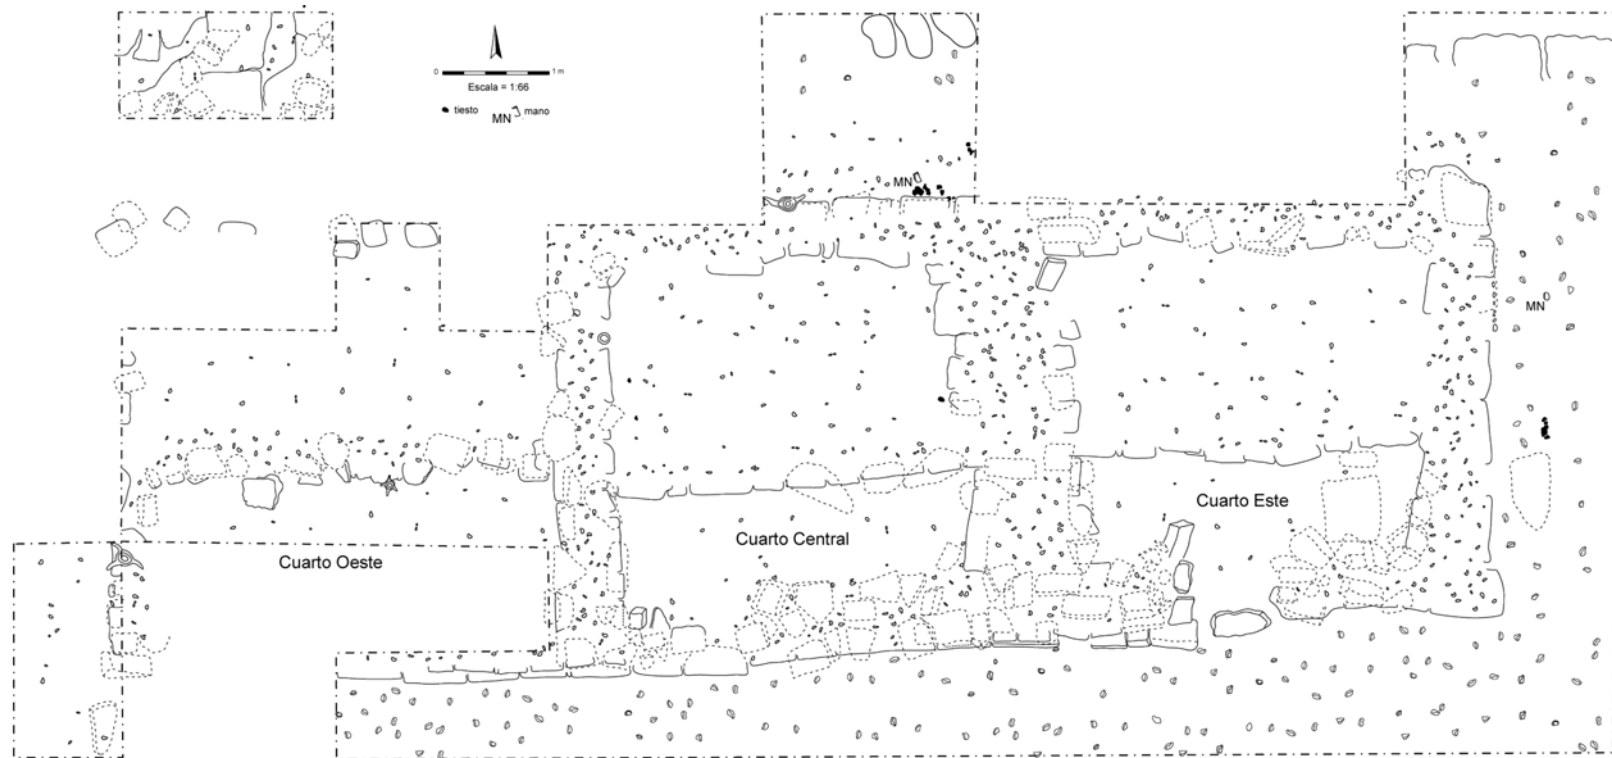 0 1 m
Escala = 1:66
tiesto MN mano
MN
MN
Cuarto Este
Cuarto Central
Cuarto Oeste